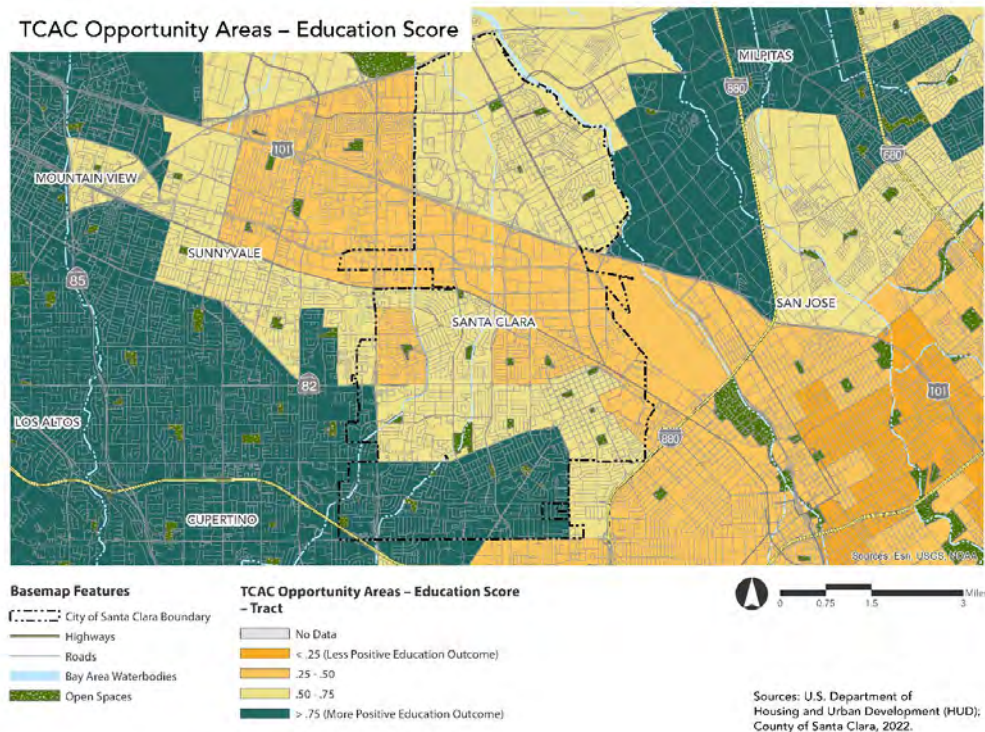 TCAC Opportunity Areas – Education Score
MILPITAS
880
680
101
MOUNTAIN VIEW
SUNNYVALE
85
SAN JOSE
SANTA CLARA
82
101
LOS ALTOS
880
CUPERTINO
Sources: Esri, USGS, NOAA
Basemap Features
City of Santa Clara Boundary
Highways
Roads
Bay Area Waterbodies
Open Spaces
TCAC Opportunity Areas – Education Score
– Tract
No Data
< .25 (Less Positive Education Outcome)
.25 - .50
.50 - .75
> .75 (More Positive Education Outcome)
0 0.75 1.5 3 Miles
Sources: U.S. Department of
Housing and Urban Development (HUD);
County of Santa Clara, 2022.